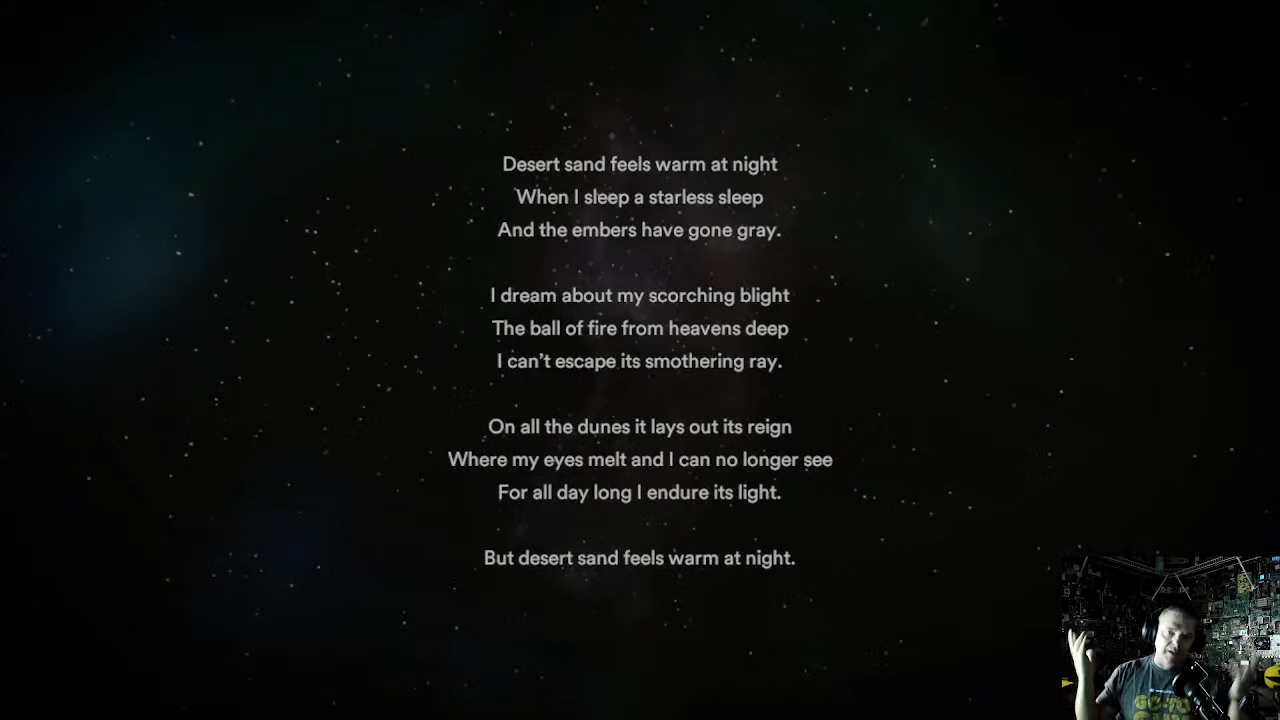 Desert sand feels warm at night
When I sleep a starless sleep
And the embers have gone gray.
I dream about my scorching blight
The ball of fire from heavens deep
I can't escape its smothering ray.
On all the dunes it lays out its reign
Where my eyes melt and I can no longer see
For all day long I endure its light.
But desert sand feels warm at night.